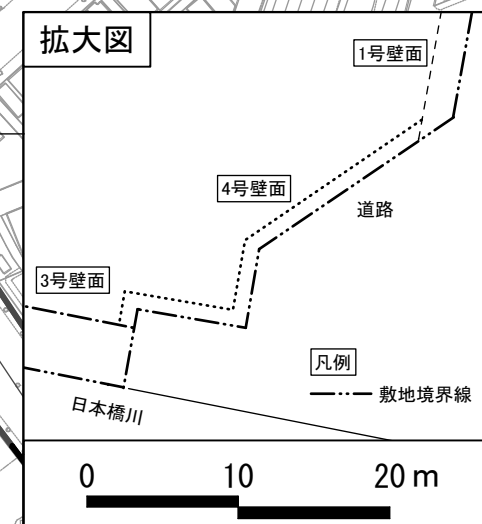 拡大図
1号壁面
4号壁面
道路
3号壁面
凡例
敷地境界線
日本橋川
0 10 20 m